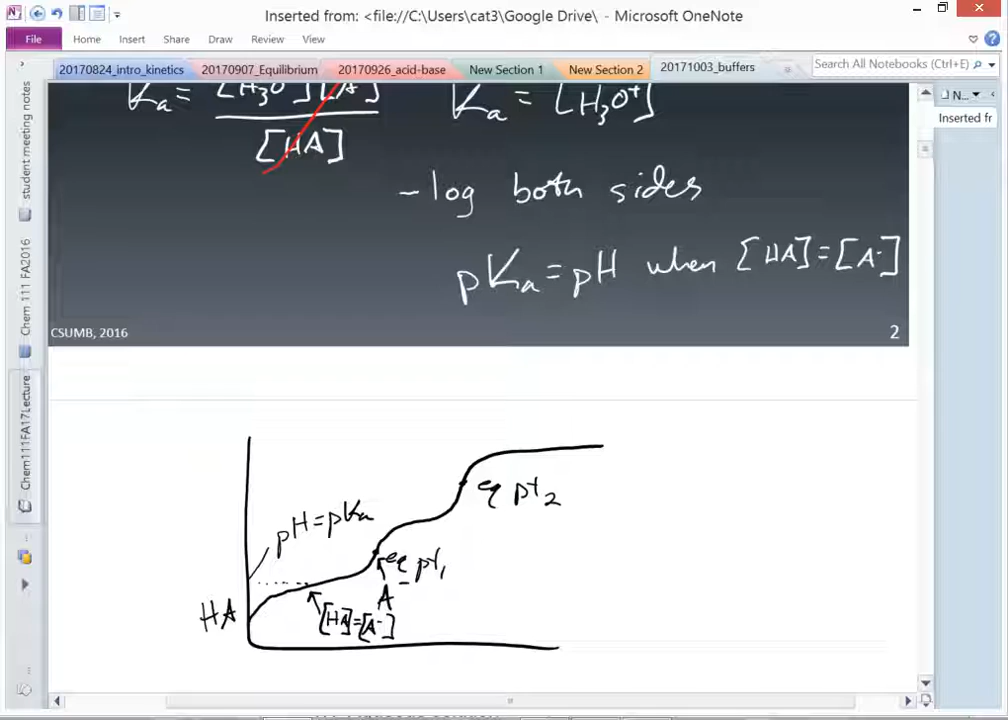 Inserted from: <file://C:\Users\cat3\Google Drive\ - Microsoft OneNote
File Home Insert Share Draw Review View
20170824_intro_kinetics 20170907_Equilibrium 20170926_acid-base New Section 1 New Section 2 20171003_buffers Search All Notebooks (Ctrl+E)
N...
Inserted fr
student meeting notes
Chem 111 FA2016
Chem111FA17Lecture
Ka = [H3O+][A-] Ka = [H3O+]
[HA]
-log both sides
pKa = pH when [HA]=[A-]
CSUMB, 2016 2
eq pt2
pH=pKa
eq pt1
HA
A-
[HA]=[A-]